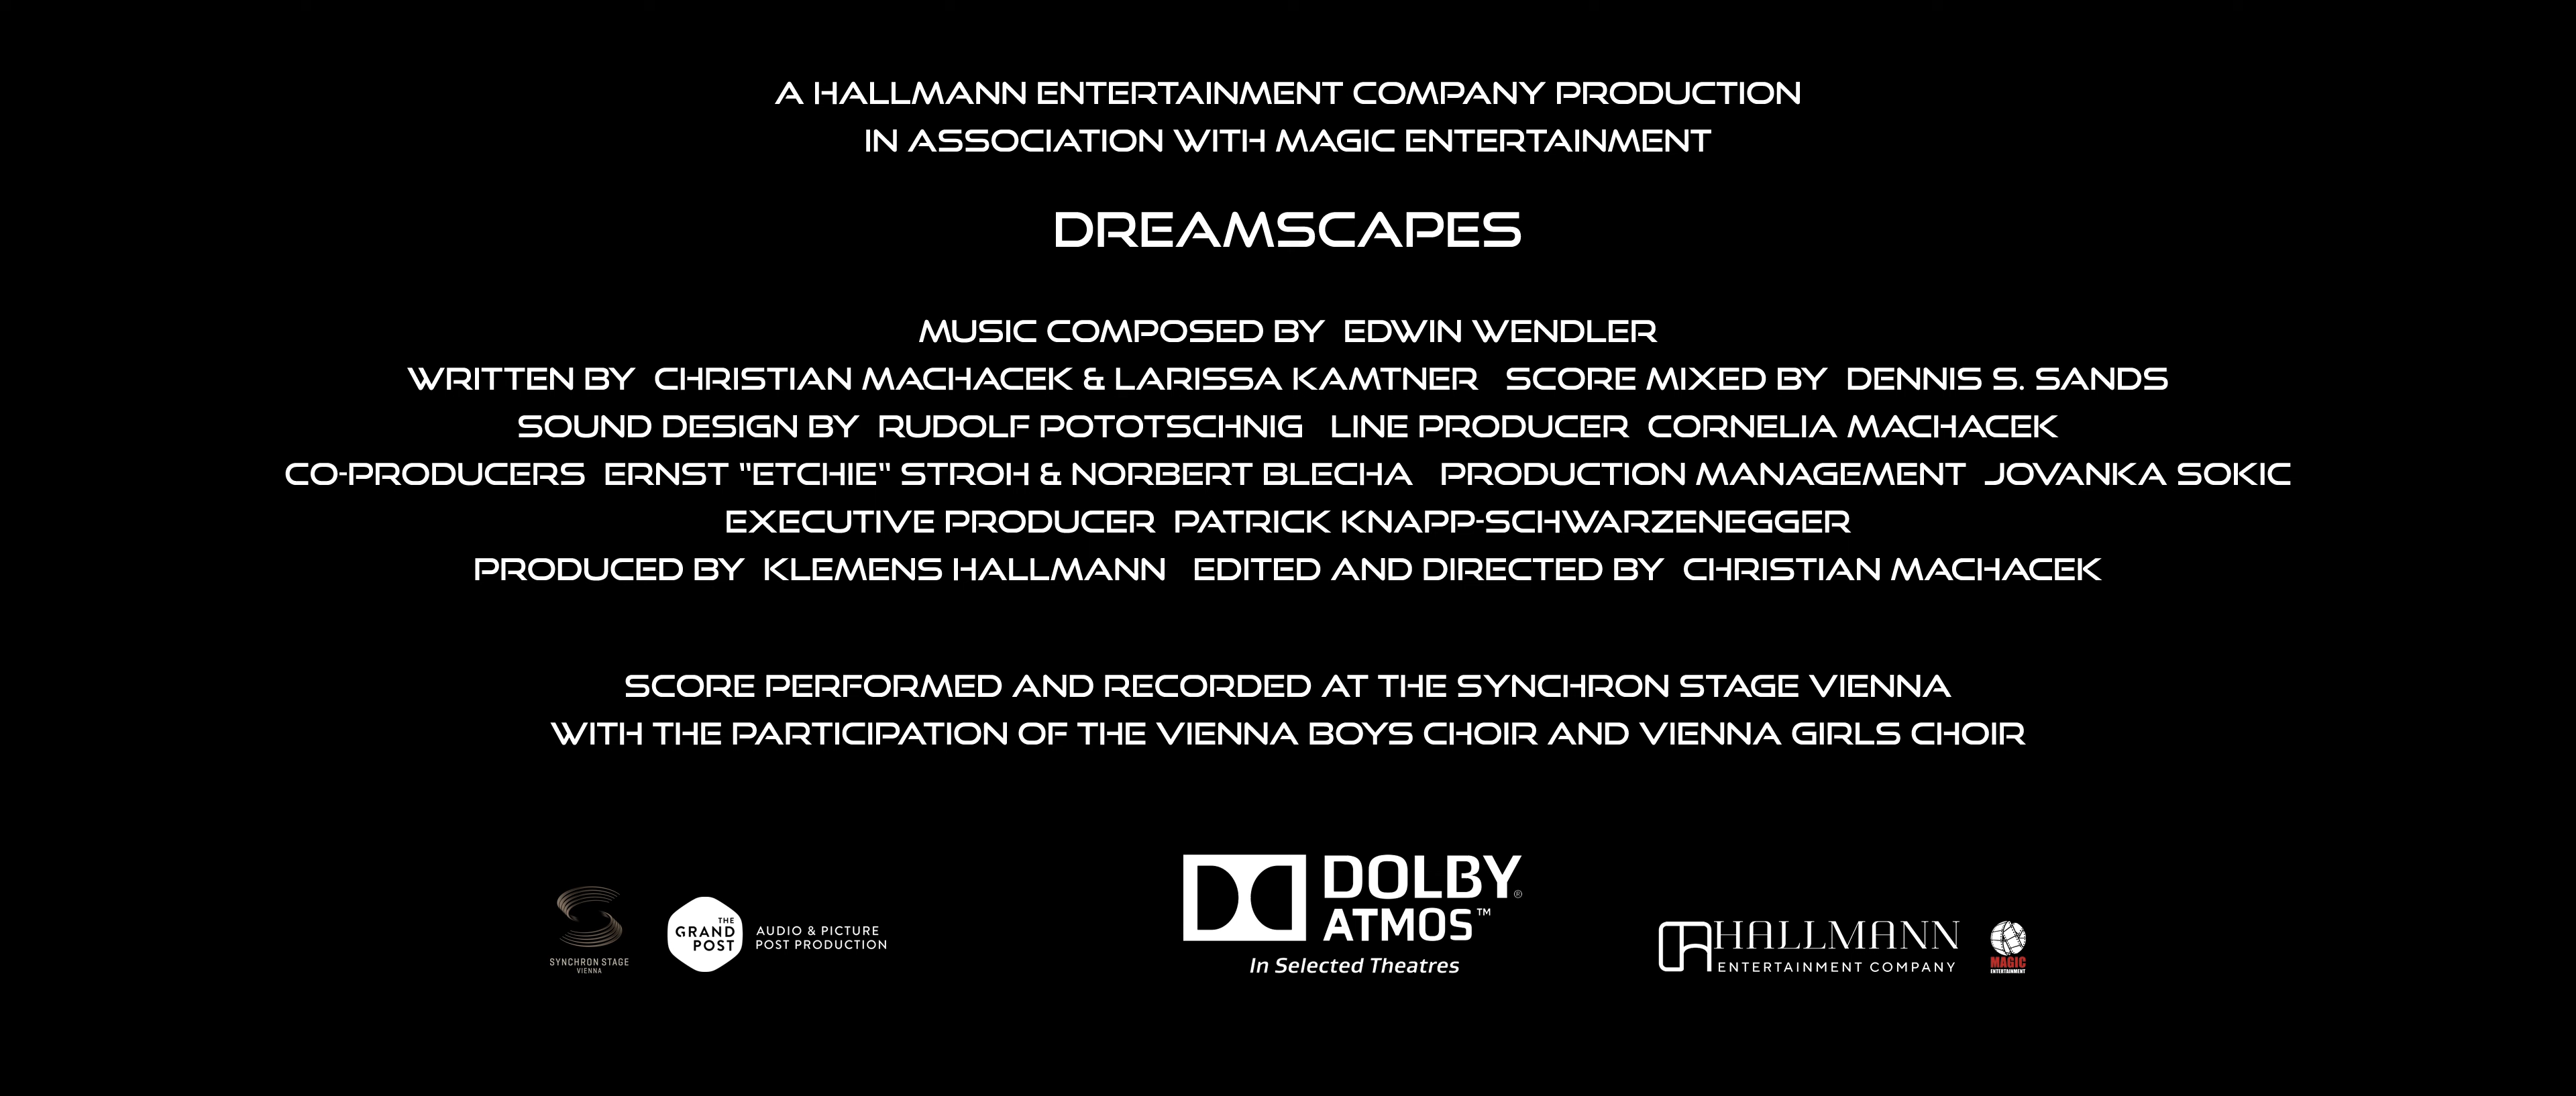 A HALLMANN ENTERTAINMENT COMPANY PRODUCTION
IN ASSOCIATION WITH MAGIC ENTERTAINMENT
DREAMSCAPES
MUSIC COMPOSED BY  EDWIN WENDLER
WRITTEN BY  CHRISTIAN MACHACEK & LARISSA KAMTNER   SCORE MIXED BY  DENNIS S. SANDS
SOUND DESIGN BY  RUDOLF POTOTSCHNIG   LINE PRODUCER  CORNELIA MACHACEK
CO-PRODUCERS  ERNST "ETCHIE" STROH & NORBERT BLECHA   PRODUCTION MANAGEMENT  JOVANKA SOKIC
EXECUTIVE PRODUCER  PATRICK KNAPP-SCHWARZENEGGER
PRODUCED BY  KLEMENS HALLMANN   EDITED AND DIRECTED BY  CHRISTIAN MACHACEK
SCORE PERFORMED AND RECORDED AT THE SYNCHRON STAGE VIENNA
WITH THE PARTICIPATION OF THE VIENNA BOYS CHOIR AND VIENNA GIRLS CHOIR
SYNCHRON STAGE
VIENNA
THE
GRAND
POST
AUDIO & PICTURE
POST PRODUCTION
DOLBY®
ATMOS™
In Selected Theatres
HALLMANN
ENTERTAINMENT COMPANY
MAGIC
ENTERTAINMENT